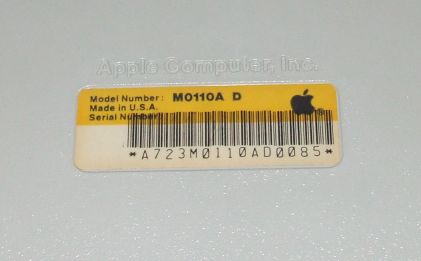 Apple Computer, Inc.
Model Number: M0110A D
Made in U.S.A.
Serial Number:
*A723M0110AD0085*